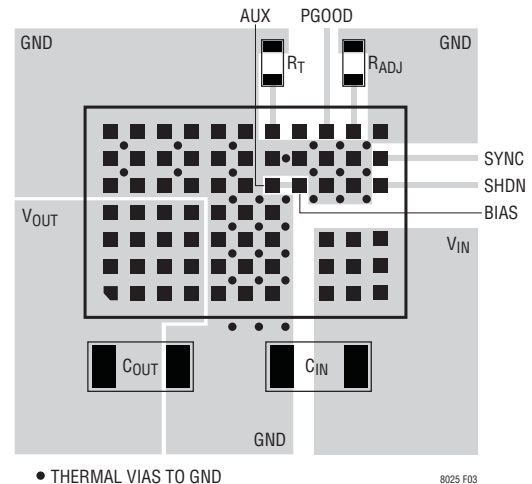 AUX PGOOD
GND GND
RT RADJ
SYNC
SHDN
BIAS
VOUT VIN
COUT CIN
GND
● THERMAL VIAS TO GND
8025 F03